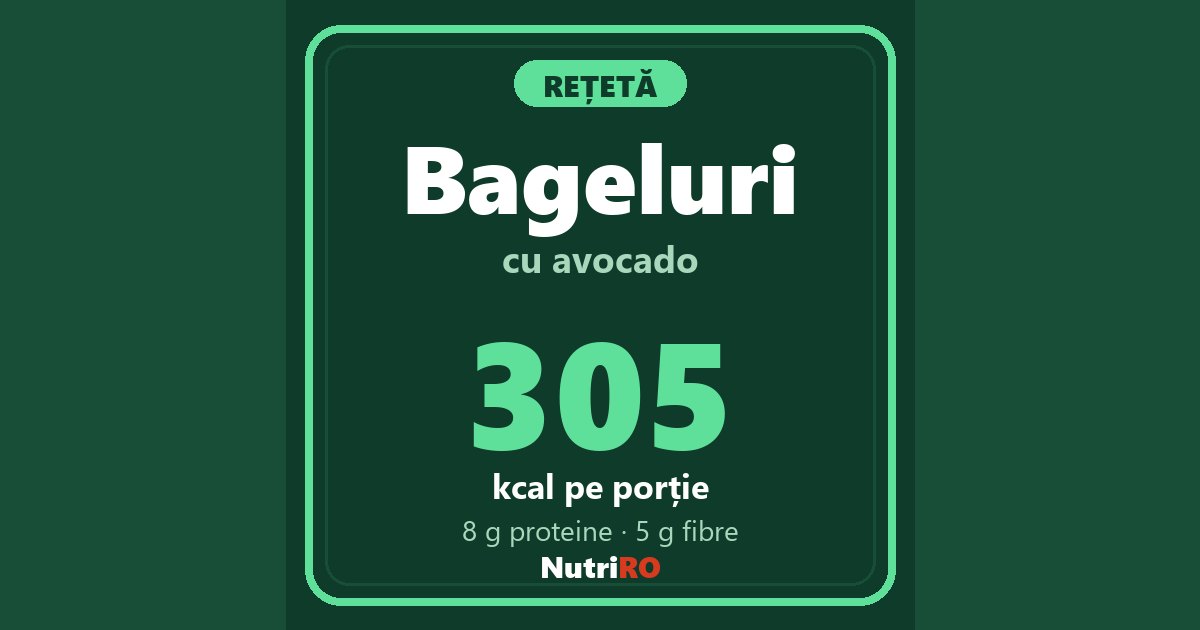 REȚETĂ
Bageluri
cu avocado
305
kcal pe porție
8 g proteine · 5 g fibre
NutriRO